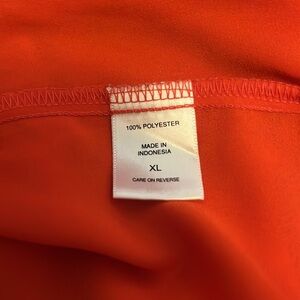 100% POLYESTER
MADE IN
INDONESIA
XL
CARE ON REVERSE